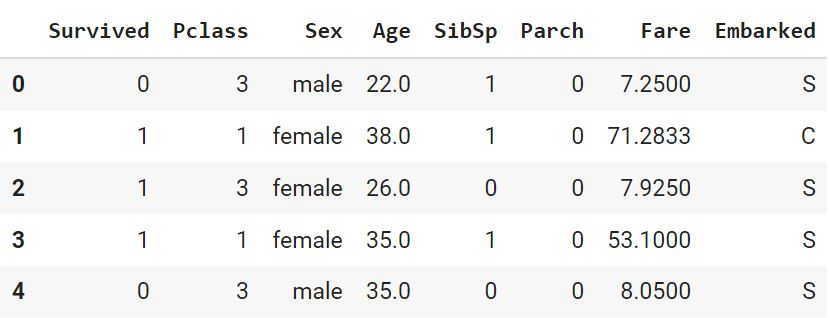 Survived Pclass Sex Age SibSp Parch Fare Embarked
0 0 3 male 22.0 1 0 7.2500 S
1 1 1 female 38.0 1 0 71.2833 C
2 1 3 female 26.0 0 0 7.9250 S
3 1 1 female 35.0 1 0 53.1000 S
4 0 3 male 35.0 0 0 8.0500 S